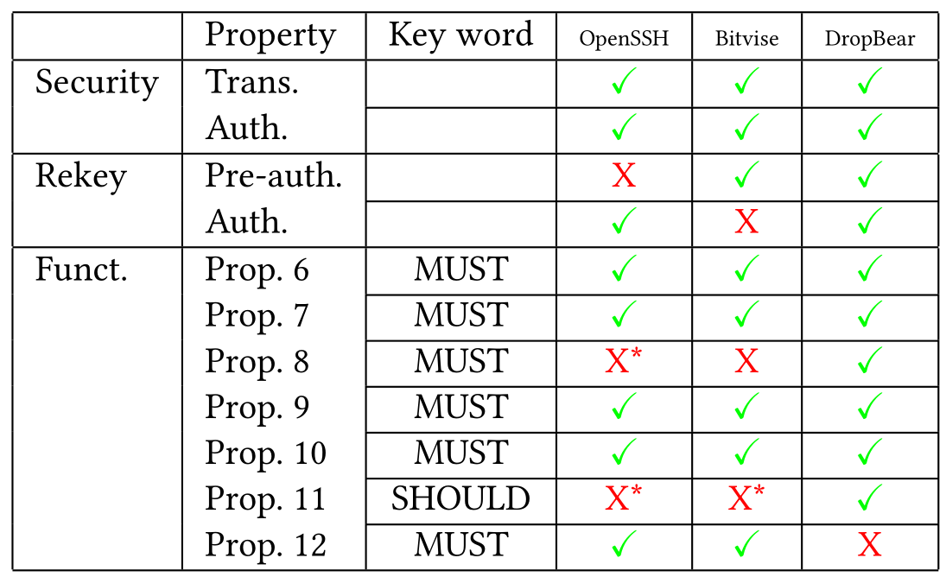 Property Key word OpenSSH Bitvise DropBear
Security Trans. ✓ ✓ ✓
Auth. ✓ ✓ ✓
Rekey Pre-auth. X ✓ ✓
Auth. ✓ X ✓
Funct. Prop. 6 MUST ✓ ✓ ✓
Prop. 7 MUST ✓ ✓ ✓
Prop. 8 MUST X* X ✓
Prop. 9 MUST ✓ ✓ ✓
Prop. 10 MUST ✓ ✓ ✓
Prop. 11 SHOULD X* X* ✓
Prop. 12 MUST ✓ ✓ X